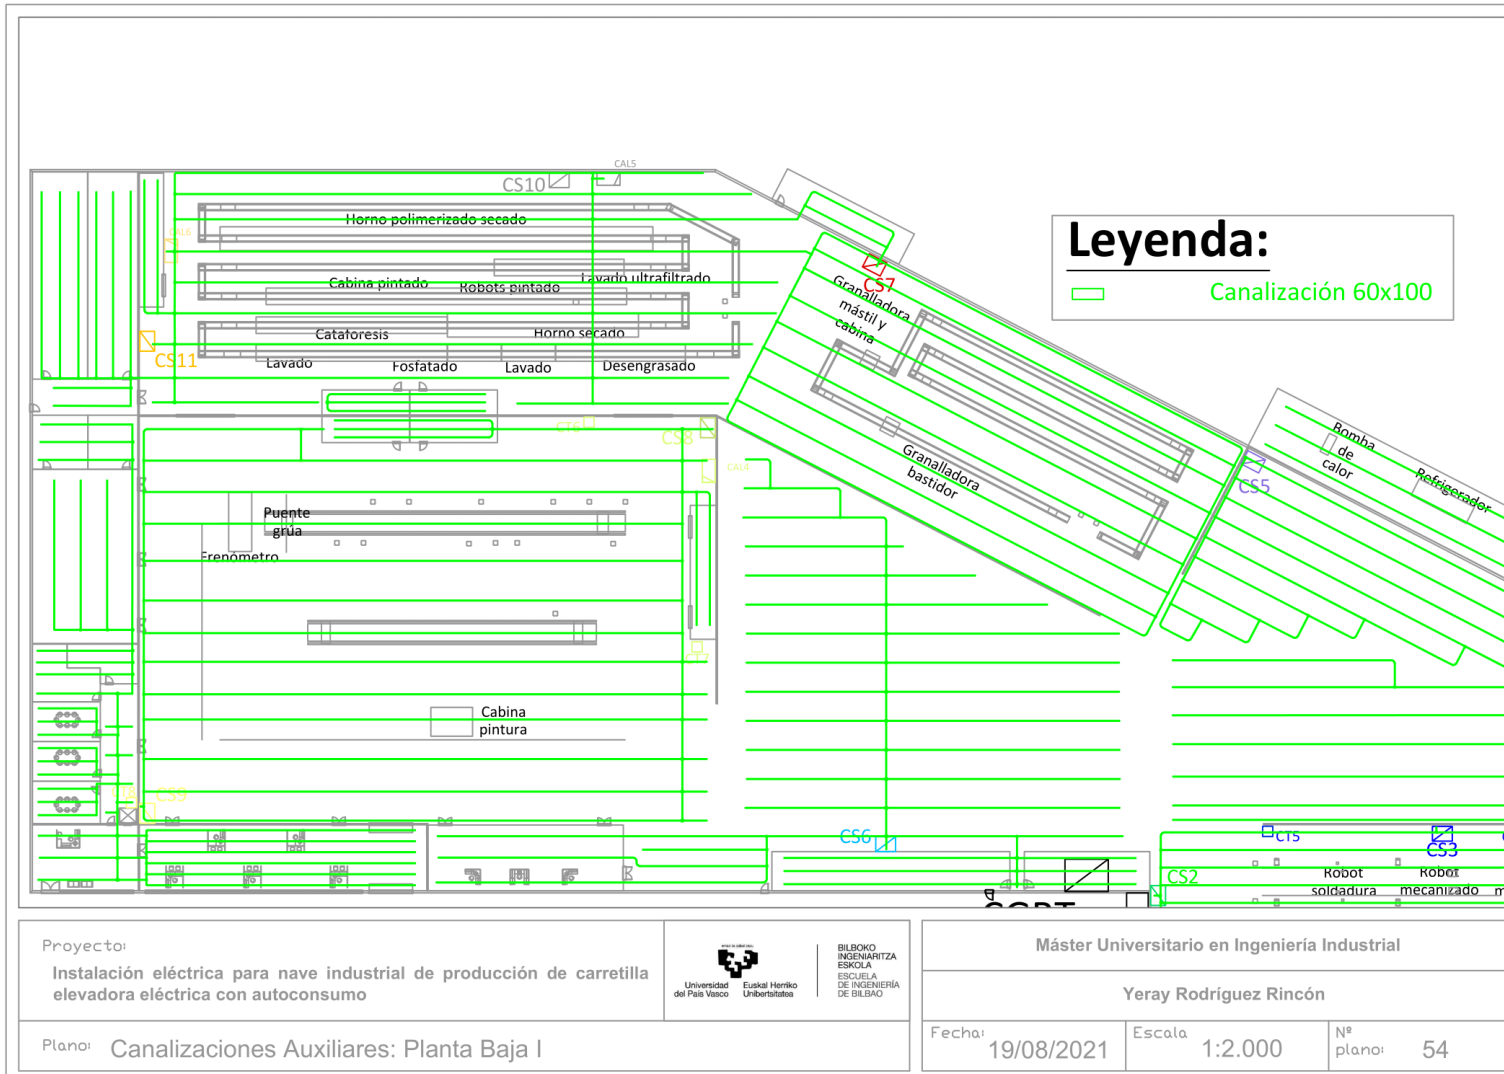 CAL5
CS10
CAL6
Horno polimerizado secado
Leyenda:
Canalización 60x100
Cabina pintado
Robots pintado
Lavado ultrafiltrado
CS7
Granalladora
mástil y
cabina
Cataforesis
Horno secado
CS11
Lavado
Fosfatado
Lavado
Desengrasado
CT6
CS8
CAL4
Granalladora
bastidor
Bomba
de
calor
Refrigerador
CS5
Puente
grúa
Frenómetro
Cabina
pintura
CS9
CS6
CT5
CS3
CS2
Robot
soldadura
Robot
mecanizado
CGBT
Proyecto:
Instalación eléctrica para nave industrial de producción de carretilla
elevadora eléctrica con autoconsumo
Universidad
del País Vasco
Euskal Herriko
Unibertsitatea
BILBOKO
INGENIARITZA
ESKOLA
ESCUELA
DE INGENIERÍA
DE BILBAO
Máster Universitario en Ingeniería Industrial
Yeray Rodríguez Rincón
Plano: Canalizaciones Auxiliares: Planta Baja I
Fecha: 19/08/2021
Escala 1:2.000
Nº
plano: 54